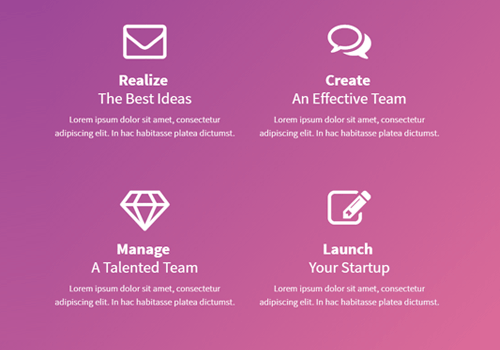 Realize
The Best Ideas
Lorem ipsum dolor sit amet, consectetur
adipiscing elit. In hac habitasse platea dictumst.
Create
An Effective Team
Lorem ipsum dolor sit amet, consectetur
adipiscing elit. In hac habitasse platea dictumst.
Manage
A Talented Team
Lorem ipsum dolor sit amet, consectetur
adipiscing elit. In hac habitasse platea dictumst.
Launch
Your Startup
Lorem ipsum dolor sit amet, consectetur
adipiscing elit. In hac habitasse platea dictumst.